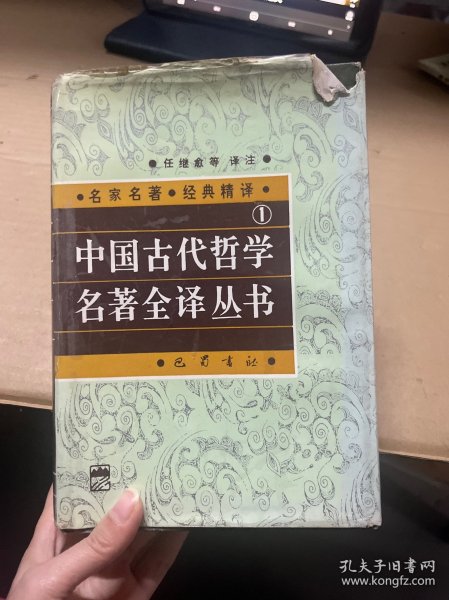 ●任继愈等 译注●
●名家名著●经典精译●
①
中国古代哲学
名著全译丛书
●巴蜀书社●
孔夫子旧书网
www.kongfz.com